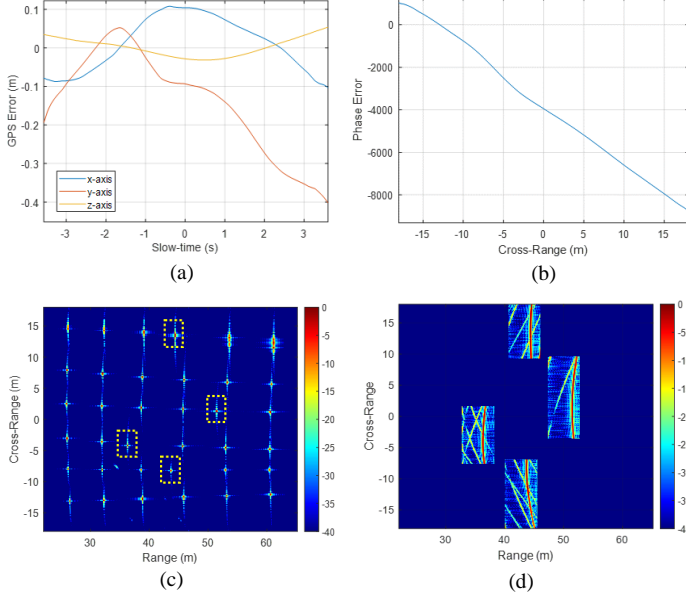 0.1
0
-0.1
-0.2
-0.3
-0.4
GPS Error (m)
x-axis
y-axis
z-axis
-3 -2 -1 0 1 2 3
Slow-time (s)
(a)
0
-2000
-4000
-6000
-8000
Phase Error
-15 -10 -5 0 5 10 15
Cross-Range (m)
(b)
15
10
5
0
-5
-10
-15
Cross-Range (m)
30 40 50 60
Range (m)
0
-5
-10
-15
-20
-25
-30
-35
-40
(c)
15
10
5
0
-5
-10
-15
Cross-Range
30 40 50 60
Range (m)
0
-5
-1
-1
-2
-2
-3
-3
-4
(d)